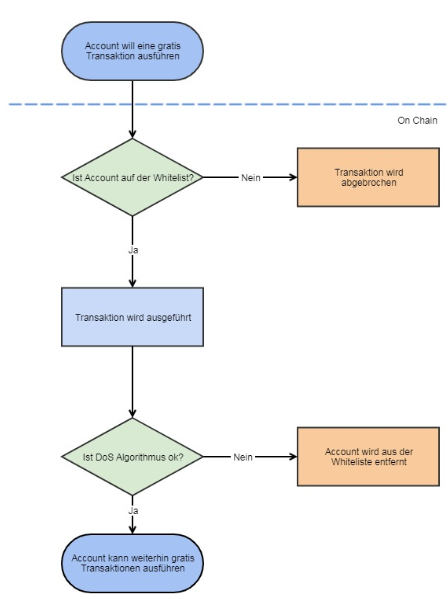 Account will eine gratis
Transaktion ausführen
On Chain
Ist Account auf der Whitelist?
Nein
Transaktion wird
abgebrochen
Ja
Transaktion wird ausgeführt
Ist DoS Algorithmus ok?
Nein
Account wird aus der
Whiteliste entfernt
Ja
Account kann weiterhin gratis
Transaktionen ausführen